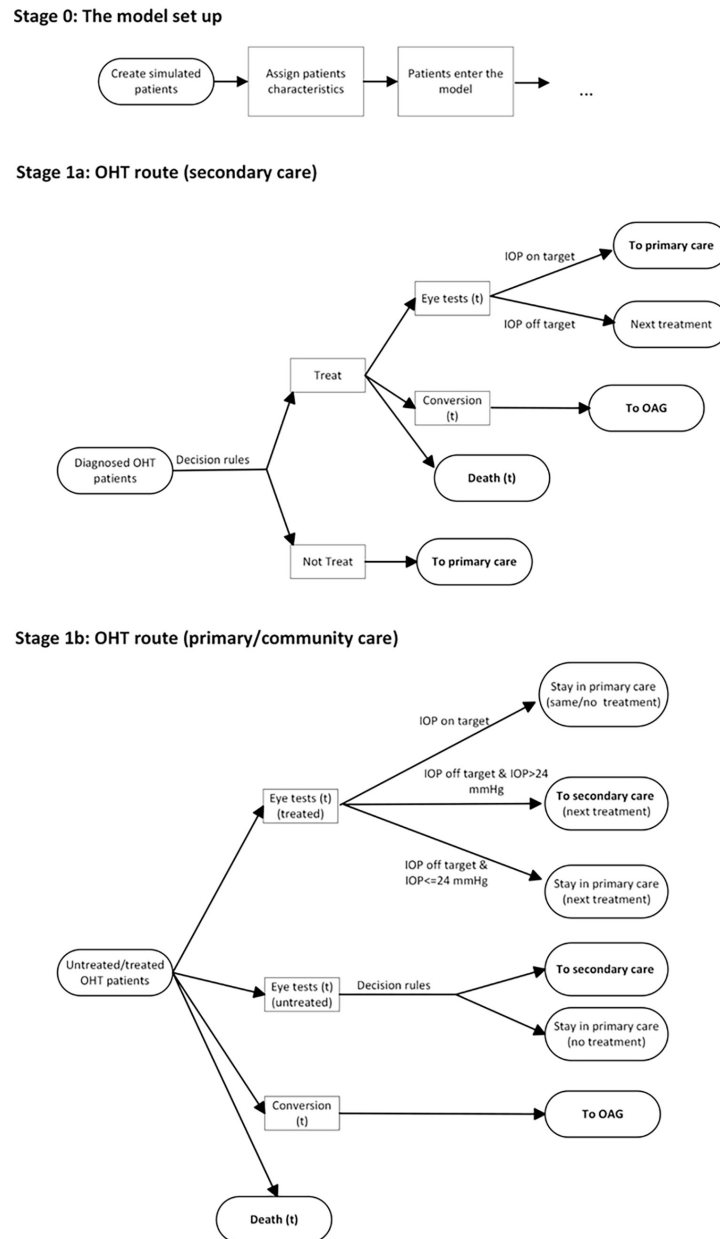 Stage 0: The model set up
Create simulated
patients
Assign patients
characteristics
Patients enter the
model
...
Stage 1a: OHT route (secondary care)
To primary care
IOP on target
Eye tests (t)
IOP off target
Next treatment
Treat
Conversion
(t)
To OAG
Decision rules
Diagnosed OHT
patients
Death (t)
Not Treat
To primary care
Stage 1b: OHT route (primary/community care)
Stay in primary care
(same/no treatment)
IOP on target
IOP off target & IOP>24
mmHg
Eye tests (t)
(treated)
To secondary care
(next treatment)
IOP off target &
IOP<=24 mmHg
Stay in primary care
(next treatment)
Untreated/treated
OHT patients
Eye tests (t)
(untreated)
Decision rules
To secondary care
Stay in primary care
(no treatment)
Conversion
(t)
To OAG
Death (t)